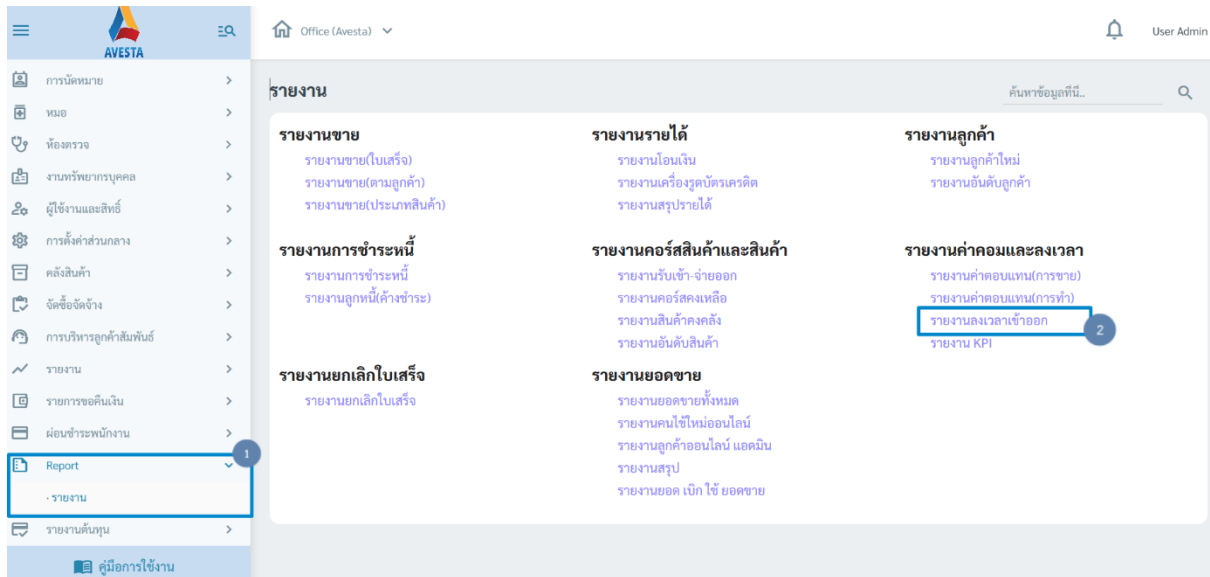 AVESTA
Office (Avesta)
User Admin
การนัดหมาย
หมอ
ห้องตรวจ
งานทรัพยากรบุคคล
ผู้ใช้งานและสิทธิ์
การตั้งค่าส่วนกลาง
คลังสินค้า
จัดซื้อจัดจ้าง
การบริหารลูกค้าสัมพันธ์
รายงาน
รายการขอคืนเงิน
ผ่อนชำระพนักงาน
1
Report
· รายงาน
รายงานต้นทุน
คู่มือการใช้งาน
รายงาน
ค้นหาข้อมูลที่นี่..
รายงานขาย
รายงานขาย(ใบเสร็จ)
รายงานขาย(ตามลูกค้า)
รายงานขาย(ประเภทสินค้า)
รายงานรายได้
รายงานโอนเงิน
รายงานเครื่องรูดบัตรเครดิต
รายงานสรุปรายได้
รายงานลูกค้า
รายงานลูกค้าใหม่
รายงานอันดับลูกค้า
รายงานการชำระหนี้
รายงานการชำระหนี้
รายงานลูกหนี้(ค้างชำระ)
รายงานคอร์สสินค้าและสินค้า
รายงานรับเข้า-จ่ายออก
รายงานคอร์สคงเหลือ
รายงานสินค้าคงคลัง
รายงานอันดับสินค้า
รายงานค่าคอมและลงเวลา
รายงานค่าตอบแทน(การขาย)
รายงานค่าตอบแทน(การทำ)
รายงานลงเวลาเข้าออก
2
รายงาน KPI
รายงานยกเลิกใบเสร็จ
รายงานยกเลิกใบเสร็จ
รายงานยอดขาย
รายงานยอดขายทั้งหมด
รายงานคนไข้ใหม่ออนไลน์
รายงานลูกค้าออนไลน์ แอดมิน
รายงานสรุป
รายงานยอด เบิก ใช้ ยอดขาย